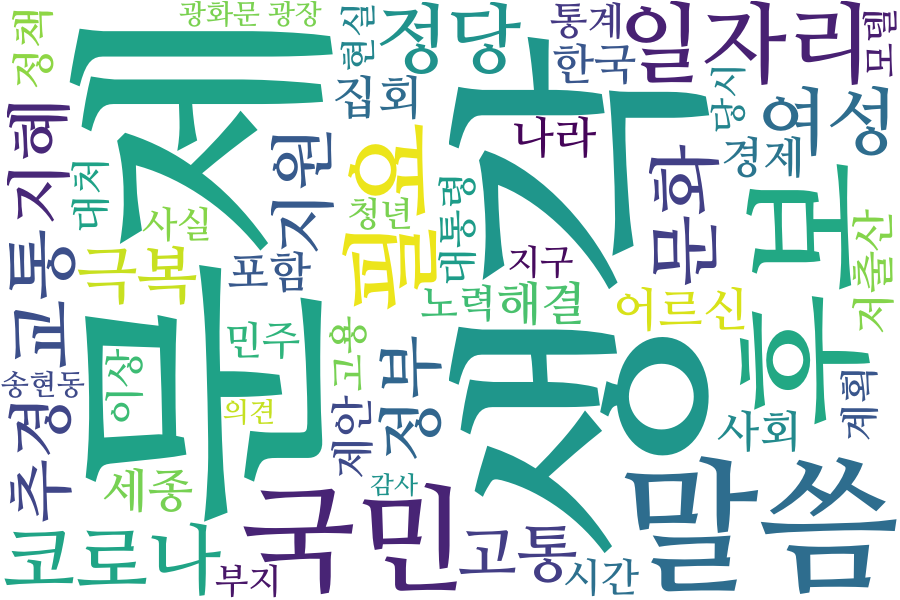 정책
광화문 광장
현실
정당
통계
한국
일자리
모델
문제
집회
당시
여성
생각
나라
경제
지혜
대처
지원
필요
청년
대통령
문화
후보
사실
극복
포함
지구
저출산
교통
노력
해결
어르신
민주
고용
정부
이상
송현동
의견
제안
계획
사회
추경
세종
국민
감사
고통
말씀
코로나
부지
시간